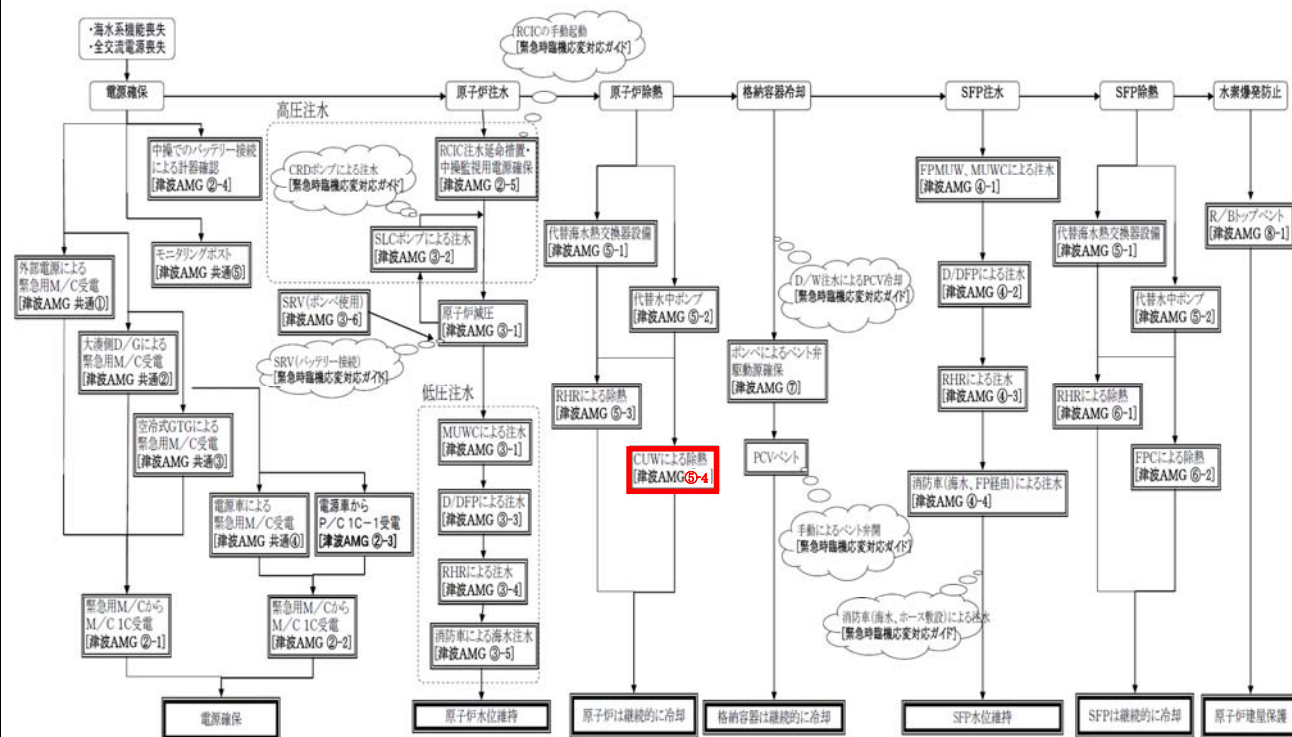 ・海水系機能喪失
・全交流電源喪失
RCICの手動起動
[緊急時臨機応変対応ガイド]
電源確保
原子炉注水
原子炉除熱
格納容器冷却
SFP注水
SFP除熱
水素爆発防止
高圧注水
中操でのバッテリー接続
による計器確認
[津波AMG ②-4]
CRDポンプによる注水
[緊急時臨機応変対応ガイド]
RCIC注水延命措置・
中操監視用電源確保
[津波AMG ②-5]
SLCポンプによる注水
[津波AMG ③-2]
モニタリングポスト
[津波AMG 共通⑤]
外部電源による
緊急用M/C受電
[津波AMG 共通①]
大湊側D/Gによる
緊急用M/C受電
[津波AMG 共通②]
空冷式GTGによる
緊急用M/C受電
[津波AMG 共通③]
電源車による
緊急用M/C受電
[津波AMG 共通④]
電源車から
P/C 1C-1受電
[津波AMG ②-3]
緊急用M/Cから
M/C 1C受電
[津波AMG ②-1]
緊急用M/Cから
M/C 1C受電
[津波AMG ②-2]
電源確保
SRV(ボンベ使用)
[津波AMG ③-6]
原子炉減圧
[津波AMG ③-1]
SRV(バッテリー接続)
[緊急時臨機応変対応ガイド]
低圧注水
MUWCによる注水
[津波AMG ③-1]
D/DFPによる注水
[津波AMG ③-3]
RHRによる注水
[津波AMG ③-4]
消防車による海水注水
[津波AMG ③-5]
原子炉水位維持
代替海水熱交換器設備
[津波AMG ⑤-1]
代替水中ポンプ
[津波AMG ⑤-2]
RHRによる除熱
[津波AMG ⑤-3]
CUWによる除熱
[津波AMG⑤-4]
原子炉は継続的に冷却
D/W注水によるPCV冷却
[緊急時臨機応変対応ガイド]
ボンベによるベント弁
駆動源確保
[津波AMG ⑦]
PCVベント
手動によるベント弁開
[緊急時臨機応変対応ガイド]
格納容器は継続的に冷却
FPMUW、MUWCによる注水
[津波AMG ④-1]
D/DFPによる注水
[津波AMG ④-2]
RHRによる注水
[津波AMG ④-3]
消防車(海水、FP経由)による注水
[津波AMG ④-4]
消防車(海水、ホース敷設)による注水
[緊急時臨機応変対応ガイド]
SFP水位維持
代替海水熱交換器設備
[津波AMG ⑤-1]
代替水中ポンプ
[津波AMG ⑤-2]
RHRによる除熱
[津波AMG ⑥-1]
FPCによる除熱
[津波AMG ⑥-2]
SFPは継続的に冷却
R/Bトップベント
[津波AMG ⑧-1]
原子炉建屋保護